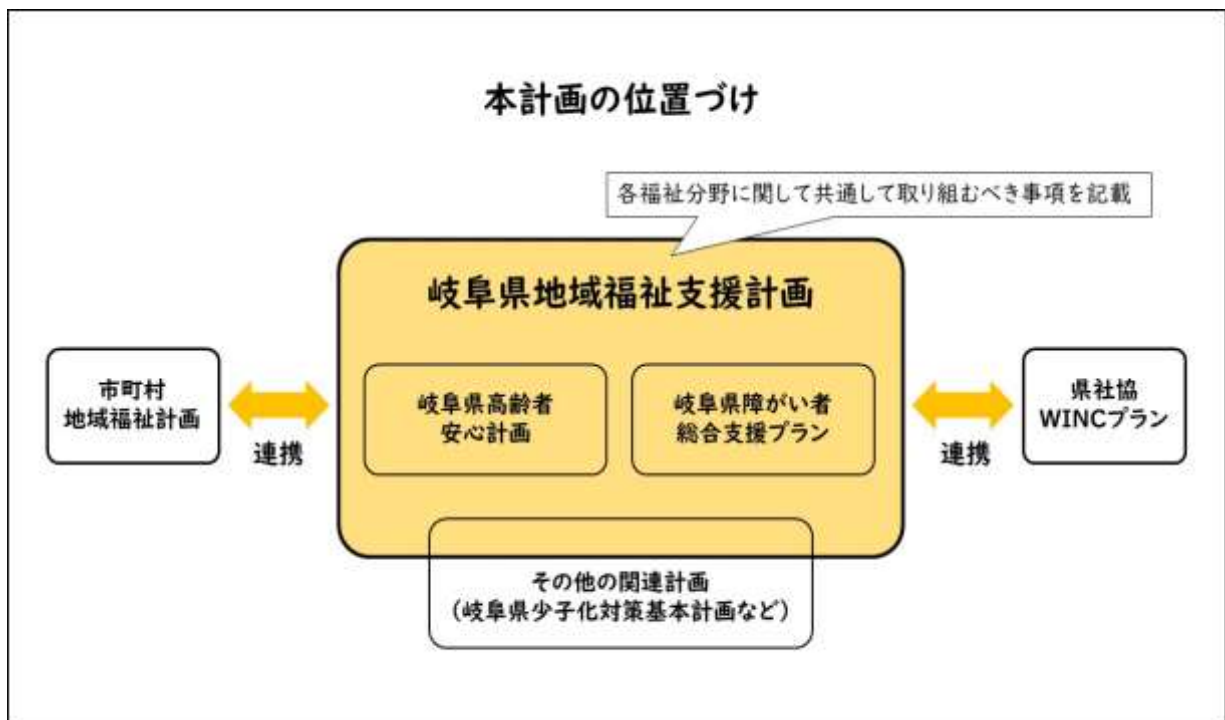 本計画の位置づけ
各福祉分野に関して共通して取り組むべき事項を記載
岐阜県地域福祉支援計画
市町村
地域福祉計画
連携
岐阜県高齢者
安心計画
岐阜県障がい者
総合支援プラン
連携
県社協
WINCプラン
その他の関連計画
（岐阜県少子化対策基本計画など）